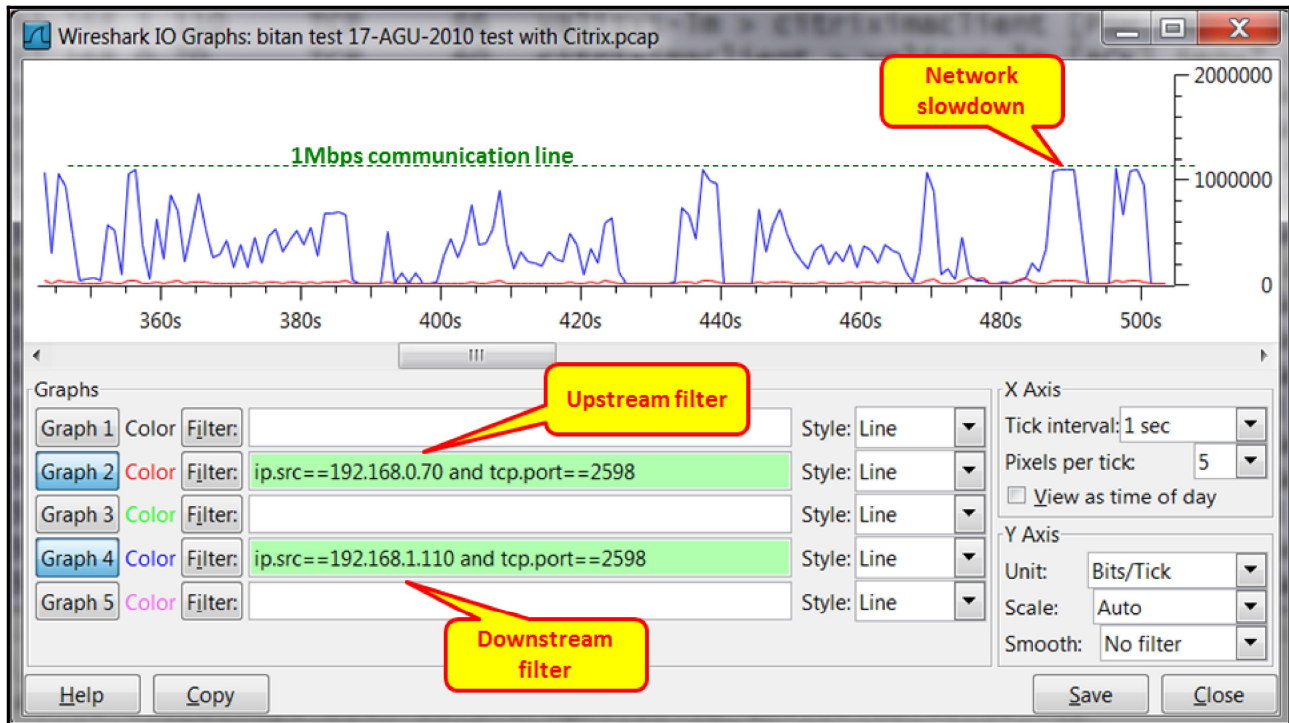 Wireshark IO Graphs: bitan test 17-AGU-2010 test with Citrix.pcap
Network
slowdown
2000000
1Mbps communication line
1000000
0
360s 380s 400s 420s 440s 460s 480s 500s
Graphs
Upstream filter
Graph 1 Color Filter: Style: Line
Graph 2 Color Filter: ip.src==192.168.0.70 and tcp.port==2598 Style: Line
Graph 3 Color Filter: Style: Line
Graph 4 Color Filter: ip.src==192.168.1.110 and tcp.port==2598 Style: Line
Graph 5 Color Filter: Style: Line
Downstream
filter
X Axis
Tick interval: 1 sec
Pixels per tick: 5
View as time of day
Y Axis
Unit: Bits/Tick
Scale: Auto
Smooth: No filter
Help Copy Save Close